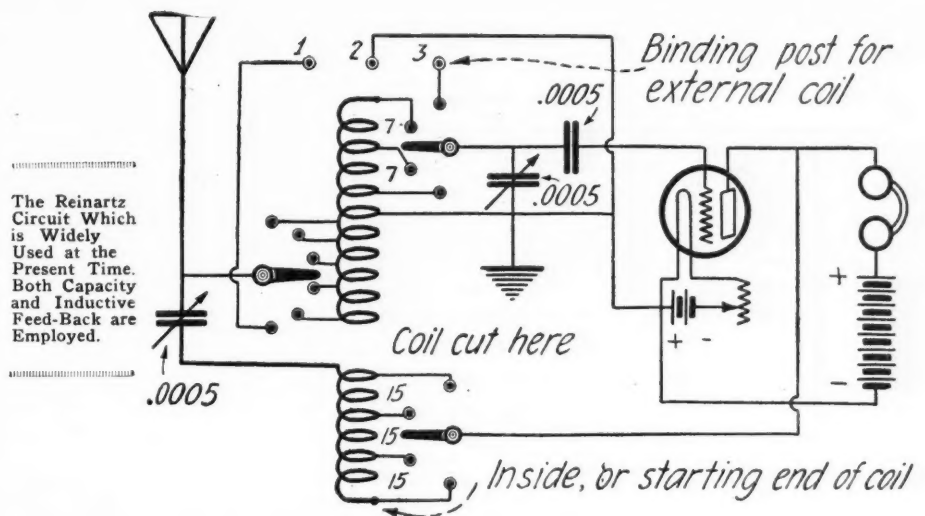 1
2
3
Binding post for
external coil
.0005
7
7
.0005
The Reinartz
Circuit Which
is Widely
Used at the
Present Time.
Both Capacity
and Inductive
Feed-Back are
Employed.
+
+ -
-
Coil cut here
.0005
15
15
15
Inside, or starting end of coil